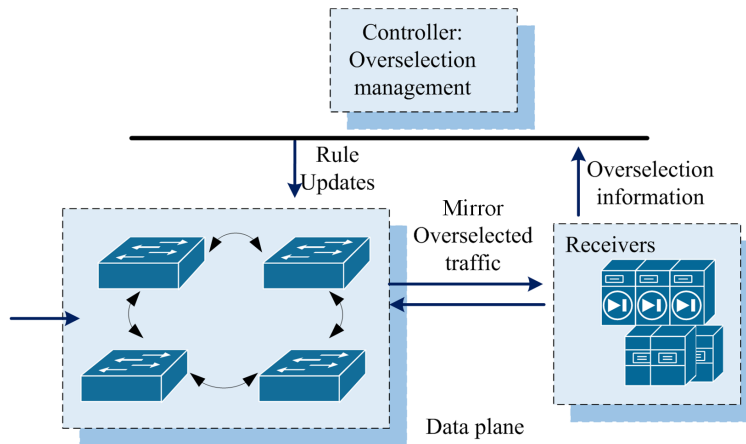 Controller:
Overselection
management
Rule
Updates
Overselection
information
Mirror
Overselected
traffic
Receivers
Data plane